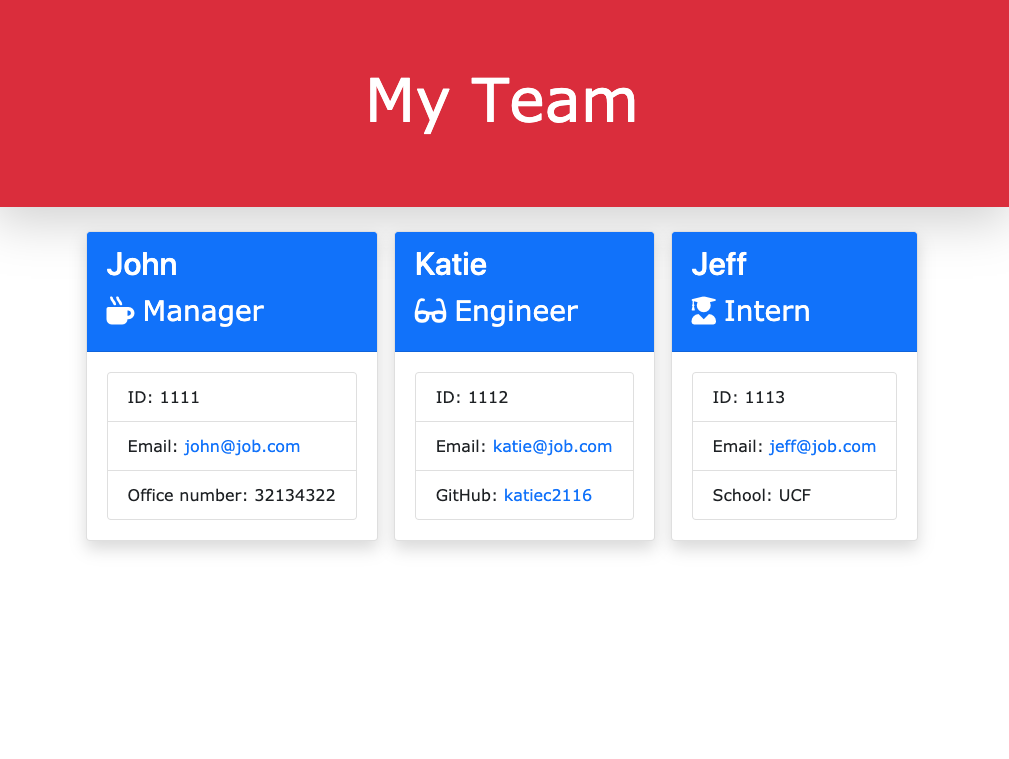 My Team
John
Manager
ID: 1111
Email: john@job.com
Office number: 32134322
Katie
Engineer
ID: 1112
Email: katie@job.com
GitHub: katiec2116
Jeff
Intern
ID: 1113
Email: jeff@job.com
School: UCF